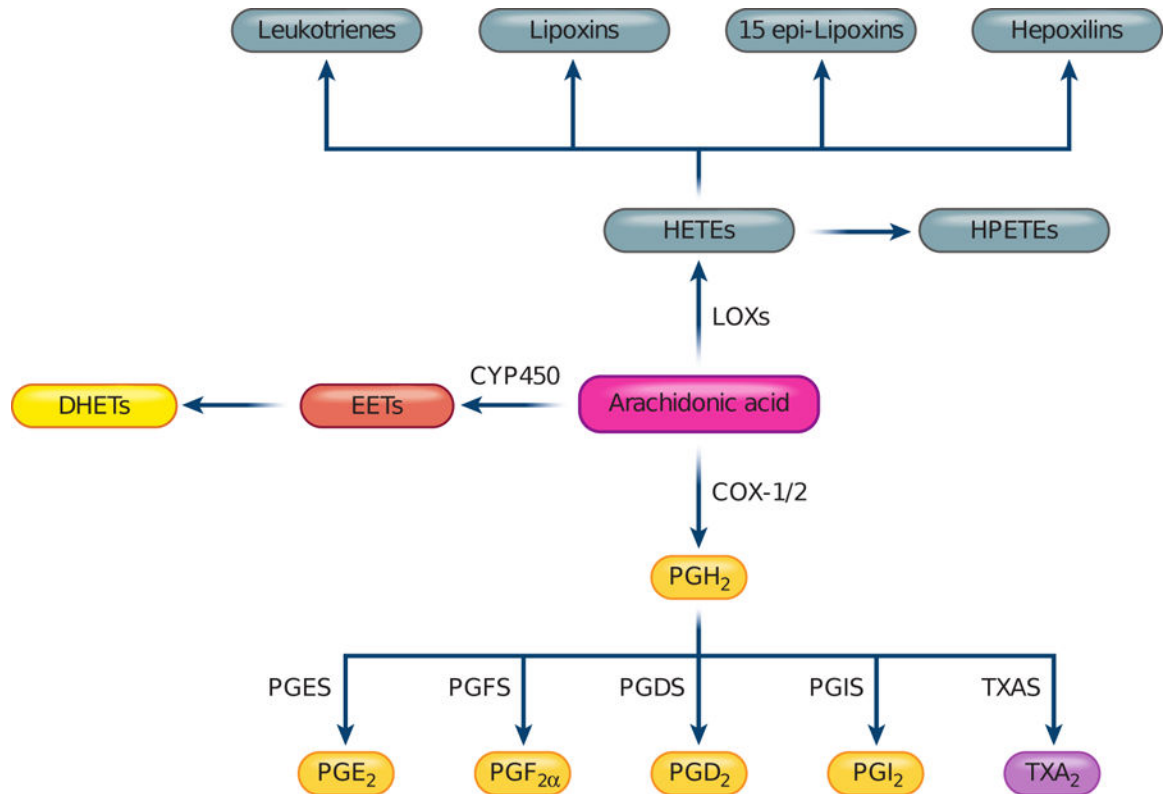 Leukotrienes
Lipoxins
15 epi-Lipoxins
Hepoxilins
HETEs
HPETEs
LOXs
CYP450
DHETs
EETs
Arachidonic acid
COX-1/2
PGH₂
PGES
PGFS
PGDS
PGIS
TXAS
PGE₂
PGF₂α
PGD₂
PGI₂
TXA₂